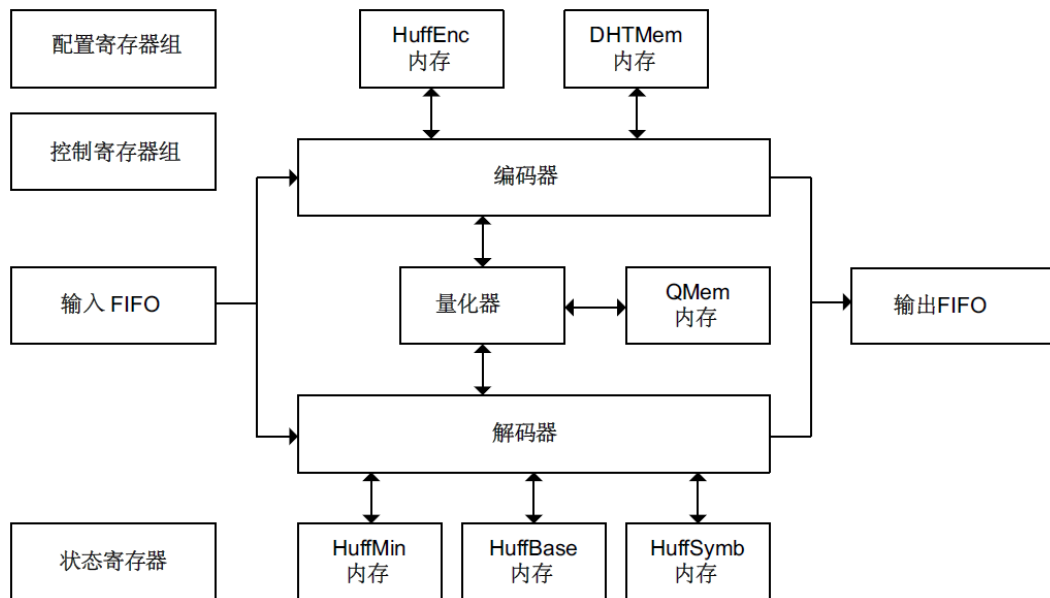 配置寄存器组
HuffEnc
内存
DHTMem
内存
控制寄存器组
编码器
输入 FIFO
量化器
QMem
内存
输出FIFO
解码器
状态寄存器
HuffMin
内存
HuffBase
内存
HuffSymb
内存